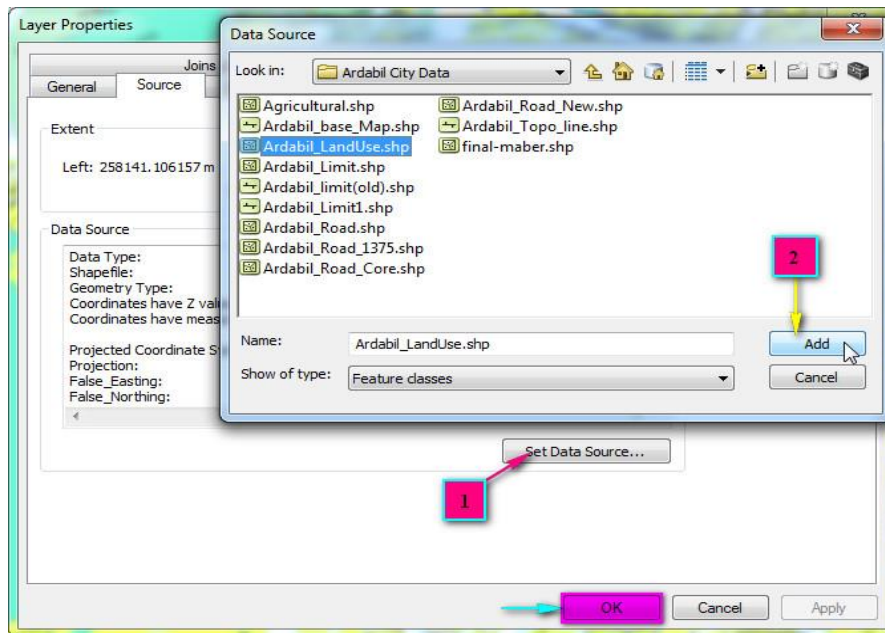 Layer Properties
Joins
General
Source
Extent
Left: 258141.106157 m
Data Source
Data Type:
Shapefile:
Geometry Type:
Coordinates have Z valu
Coordinates have meas
Projected Coordinate S
Projection:
False_Easting:
False_Northing:
Set Data Source...
1
OK
Cancel
Apply
Data Source
Look in:
Ardabil City Data
Agricultural.shp
Ardabil_base_Map.shp
Ardabil_LandUse.shp
Ardabil_Limit.shp
Ardabil_limit(old).shp
Ardabil_Limit1.shp
Ardabil_Road.shp
Ardabil_Road_1375.shp
Ardabil_Road_Core.shp
Ardabil_Road_New.shp
Ardabil_Topo_line.shp
final-maber.shp
2
Name:
Ardabil_LandUse.shp
Add
Show of type:
Feature classes
Cancel